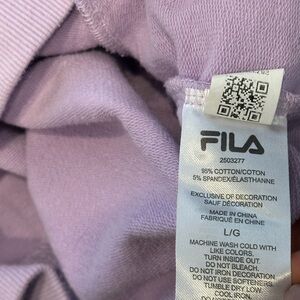 FILA
2503277
95% COTTON/COTON
5% SPANDEX/ÉLASTHANNE
EXCLUSIVE OF DECORATION
SAUF DÉCORATION
MADE IN CHINA
FABRIQUÉ EN CHINE
L/G
MACHINE WASH COLD WITH
LIKE COLORS.
TURN INSIDE OUT.
DO NOT BLEACH.
DO NOT IRON DECORATION
DO NOT USE SOFTENERS.
TUMBLE DRY LOW.
COOL IRON.